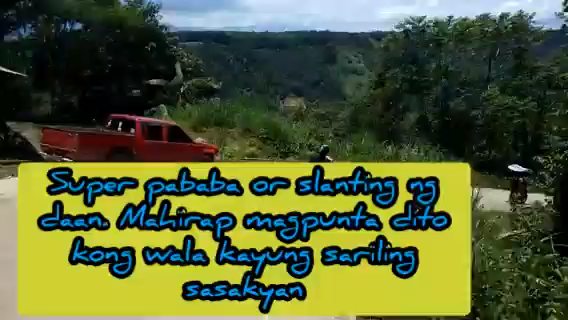 Super pababa or slanting ng
daan. Mahirap magpunta dito
kong wala kayung sariling
sasakyan